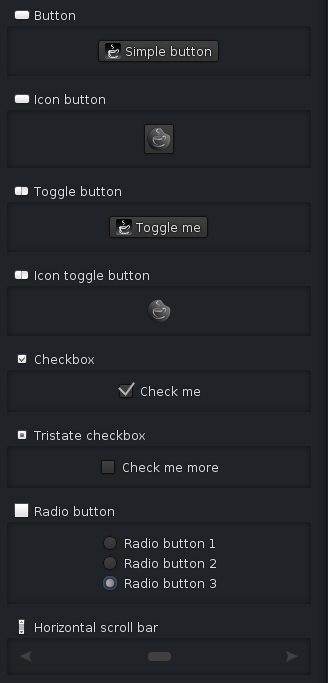 Button
Simple button
Icon button
Toggle button
Toggle me
Icon toggle button
Checkbox
Check me
Tristate checkbox
Check me more
Radio button
Radio button 1
Radio button 2
Radio button 3
Horizontal scroll bar